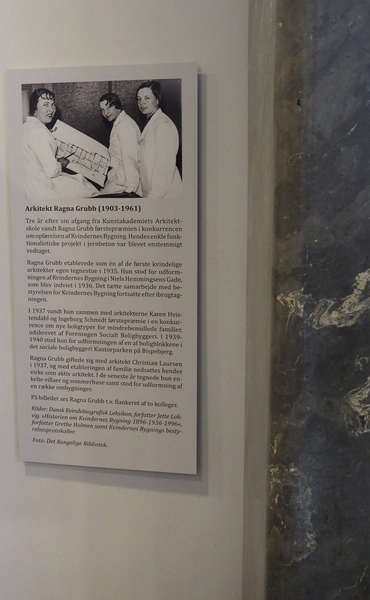 Arkitekt Ragna Grubb (1903-1961)
Tre år efter sin afgang fra Kunstakademiets Arkitekt-
skole vandt Ragna Grubb førstepræmien i konkurrencen
om opførelsen af Kvindernes Bygning. Hendes enkle funk-
tionalistiske projekt i jernbeton var blevet enstemmigt
vedtaget.
Ragna Grubb etablerede som én af de første kvindelige
arkitekter egen tegnestue i 1935. Hun stod for udform-
ningen af Kvindernes Bygning i Niels Hemmingsens Gade,
som blev indviet i 1936. Det tætte samarbejde med be-
styrelsen for Kvindernes Bygning fortsatte efter ibrugtag-
ningen.
I 1937 vandt hun sammen med arkitekterne Karen Hvis-
tendahl og Ingeborg Schmidt førstepræmie i en konkur-
rence om nye boligtyper for mindrebemidlede familier,
udskrevet af Foreningen Socialt Boligbyggeri. I 1939-
1940 stod hun for udformningen af en af boligblokkene i
det sociale boligbyggeri Kantorparken på Bispebjerg.
Ragna Grubb giftede sig med arkitekt Christian Laursen
i 1937, og med etableringen af familie nedsattes hendes
virke som aktiv arkitekt. I de seneste år tegnede hun en-
kelte villaer og sommerhuse samt stod for udformning af
en række ombygninger.
På billedet ses Ragna Grubb t.v. flankeret af to kolleger.
Kilder: Dansk Kvindebiografisk Leksikon, forfatter Jette Lok-
vig. »Historien om Kvindernes Bygning 1896-1936-1996«,
forfatter Grethe Holmen samt Kvindernes Bygnings besty-
relsesprotokoller.
Foto: Det Kongelige Bibliotek.